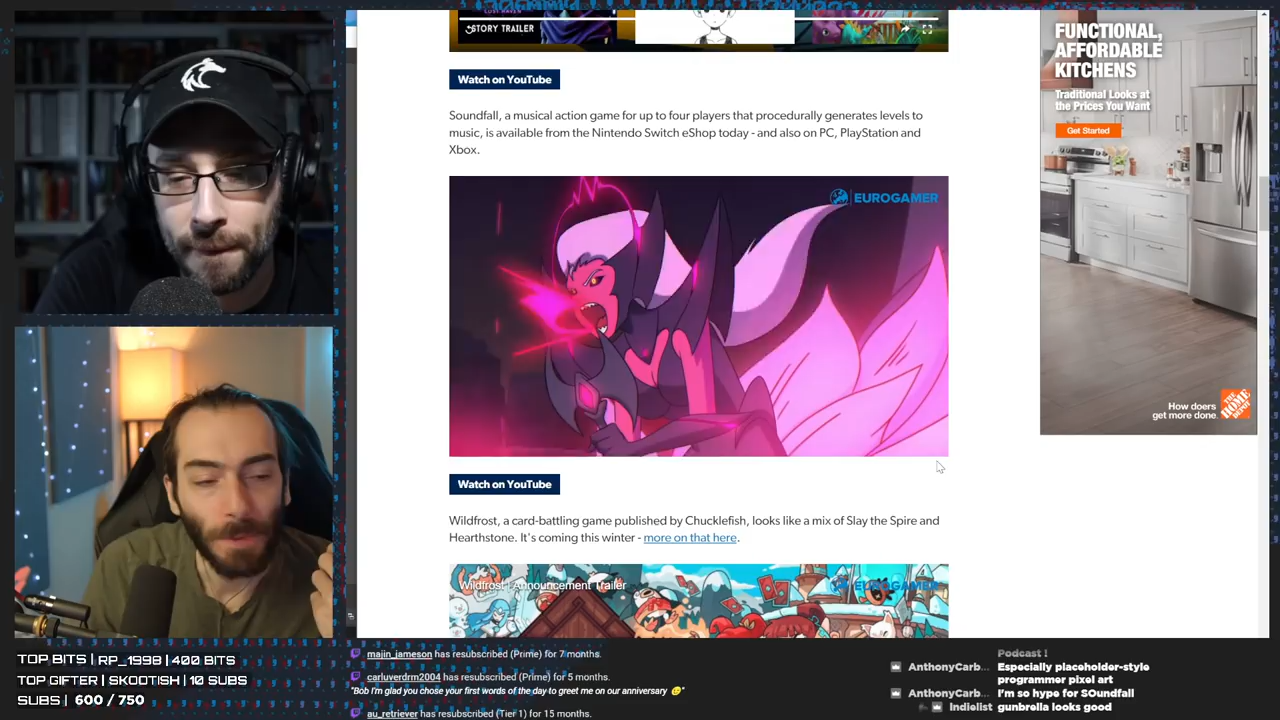 STORY TRAILER
Watch on YouTube
Soundfall, a musical action game for up to four players that procedurally generates levels to
music, is available from the Nintendo Switch eShop today - and also on PC, PlayStation and
Xbox.
EUROGAMER
Watch on YouTube
Wildfrost, a card-battling game published by Chucklefish, looks like a mix of Slay the Spire and
Hearthstone. It's coming this winter - more on that here.
Wildfrost | Announcement Trailer
EUROGAMER
FUNCTIONAL,
AFFORDABLE
KITCHENS
Traditional Looks at
the Prices You Want
Get Started
How doers
get more done.
THE HOME DEPOT
TOP BITS | RP_1998 | 400 BITS
TOP GIFTER | SKOOTISH | 10 SUBS
SUBS | 600 / 750
majin_jameson has resubscribed (Prime) for 7 months.
carluverdrm2004 has resubscribed (Prime) for 5 months.
"Bob I'm glad you chose your first words of the day to greet me on our anniversary 🙂"
au_retriever has resubscribed (Tier 1) for 15 months.
Podcast !
AnthonyCarb... Especially placeholder-style
programmer pixel art
AnthonyCarb... I'm so hype for SOundfall
Indielist gunbrella looks good